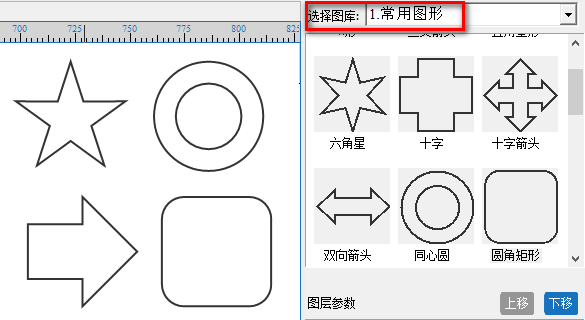 选择图库:
1.常用图形
700 725 750 775 800 825
六角星 十字 十字箭头
双向箭头 同心圆 圆角矩形
图层参数
上移 下移